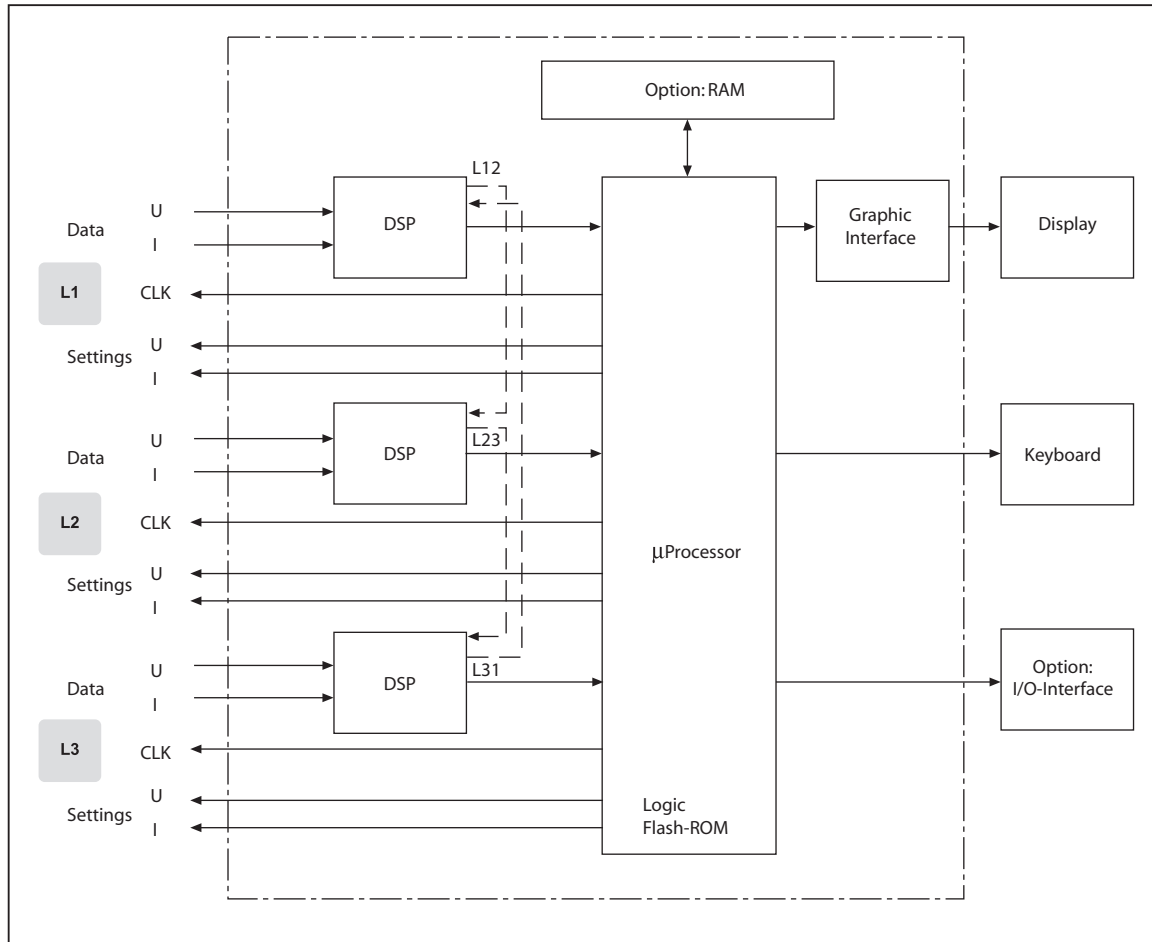 Option: RAM
L12
U
Data
I
DSP
Graphic
Interface
Display
L1
CLK
U
Settings
I
U
Data
I
DSP
L23
Keyboard
L2
CLK
µProcessor
U
Settings
I
U
Data
I
DSP
L31
Option:
I/O-Interface
L3
CLK
U
Settings
I
Logic
Flash-ROM